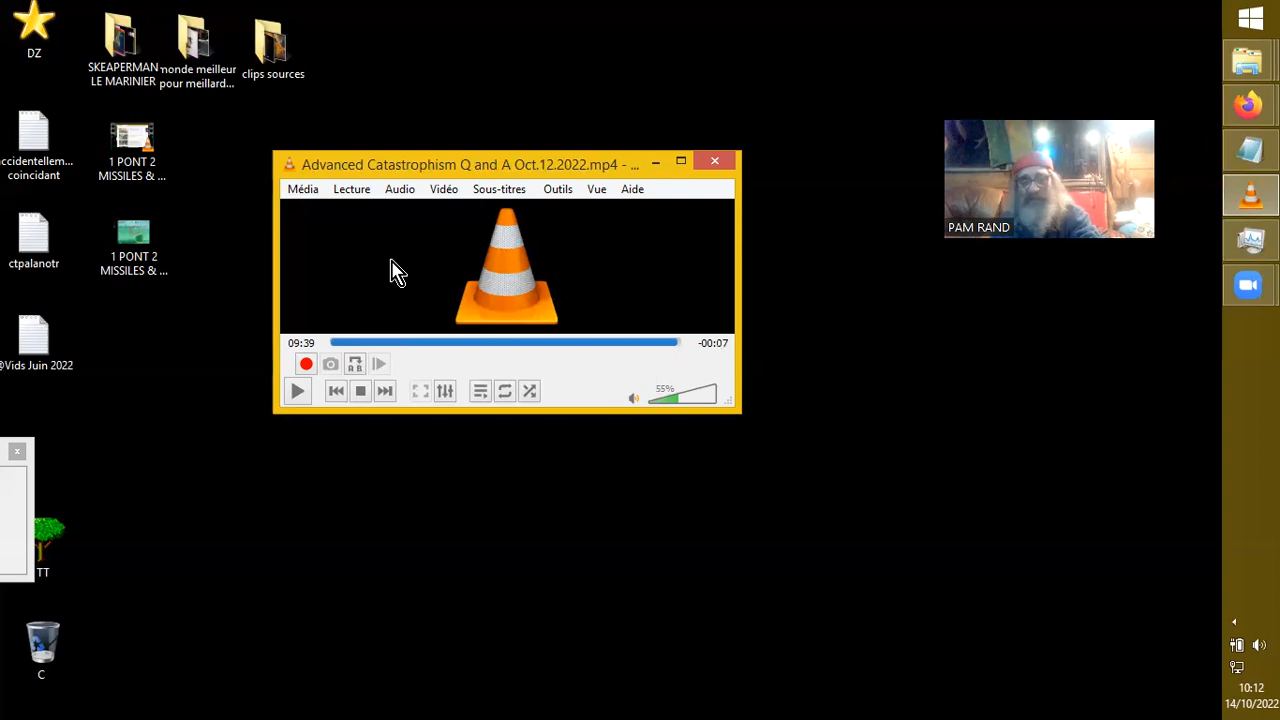 DZ
SKEAPERMAN
LE MARINIER
monde meilleur
pour meillard...
clips sources
ccidentellem...
coincidant
1 PONT 2
MISSILES & ...
ctpalanotr
1 PONT 2
MISSILES & ...
@Vids Juin 2022
TT
C
Advanced Catastrophism Q and A Oct.12.2022.mp4 - ...
Média Lecture Audio Vidéo Sous-titres Outils Vue Aide
09:39
-00:07
A B
55%
PAM RAND
10:12
14/10/2022